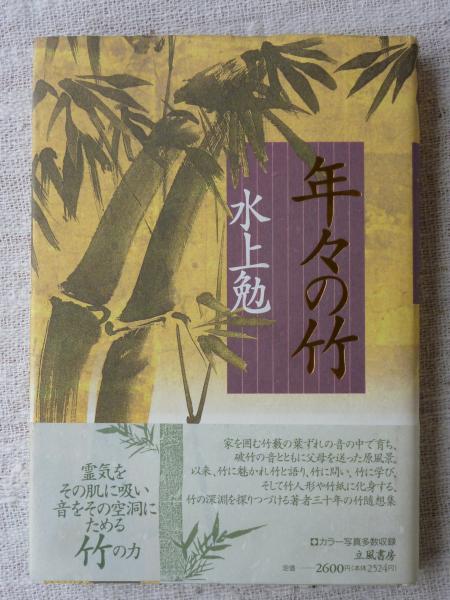 年々の竹
水上勉
家を囲む竹藪の葉ずれの音の中で育ち、
破竹の音とともに父母を送った原風景。
以来、竹に魅かれ竹と語り、竹に問い、竹に学び、
そして竹人形や竹紙に化身する、
竹の深淵を探りつづける著者三十年の竹随想集
霊気を
その肌に吸い
音をその空洞に
ためる
竹の力
カラー写真多数収録
立風書房
定価──2600円(本体2524円)